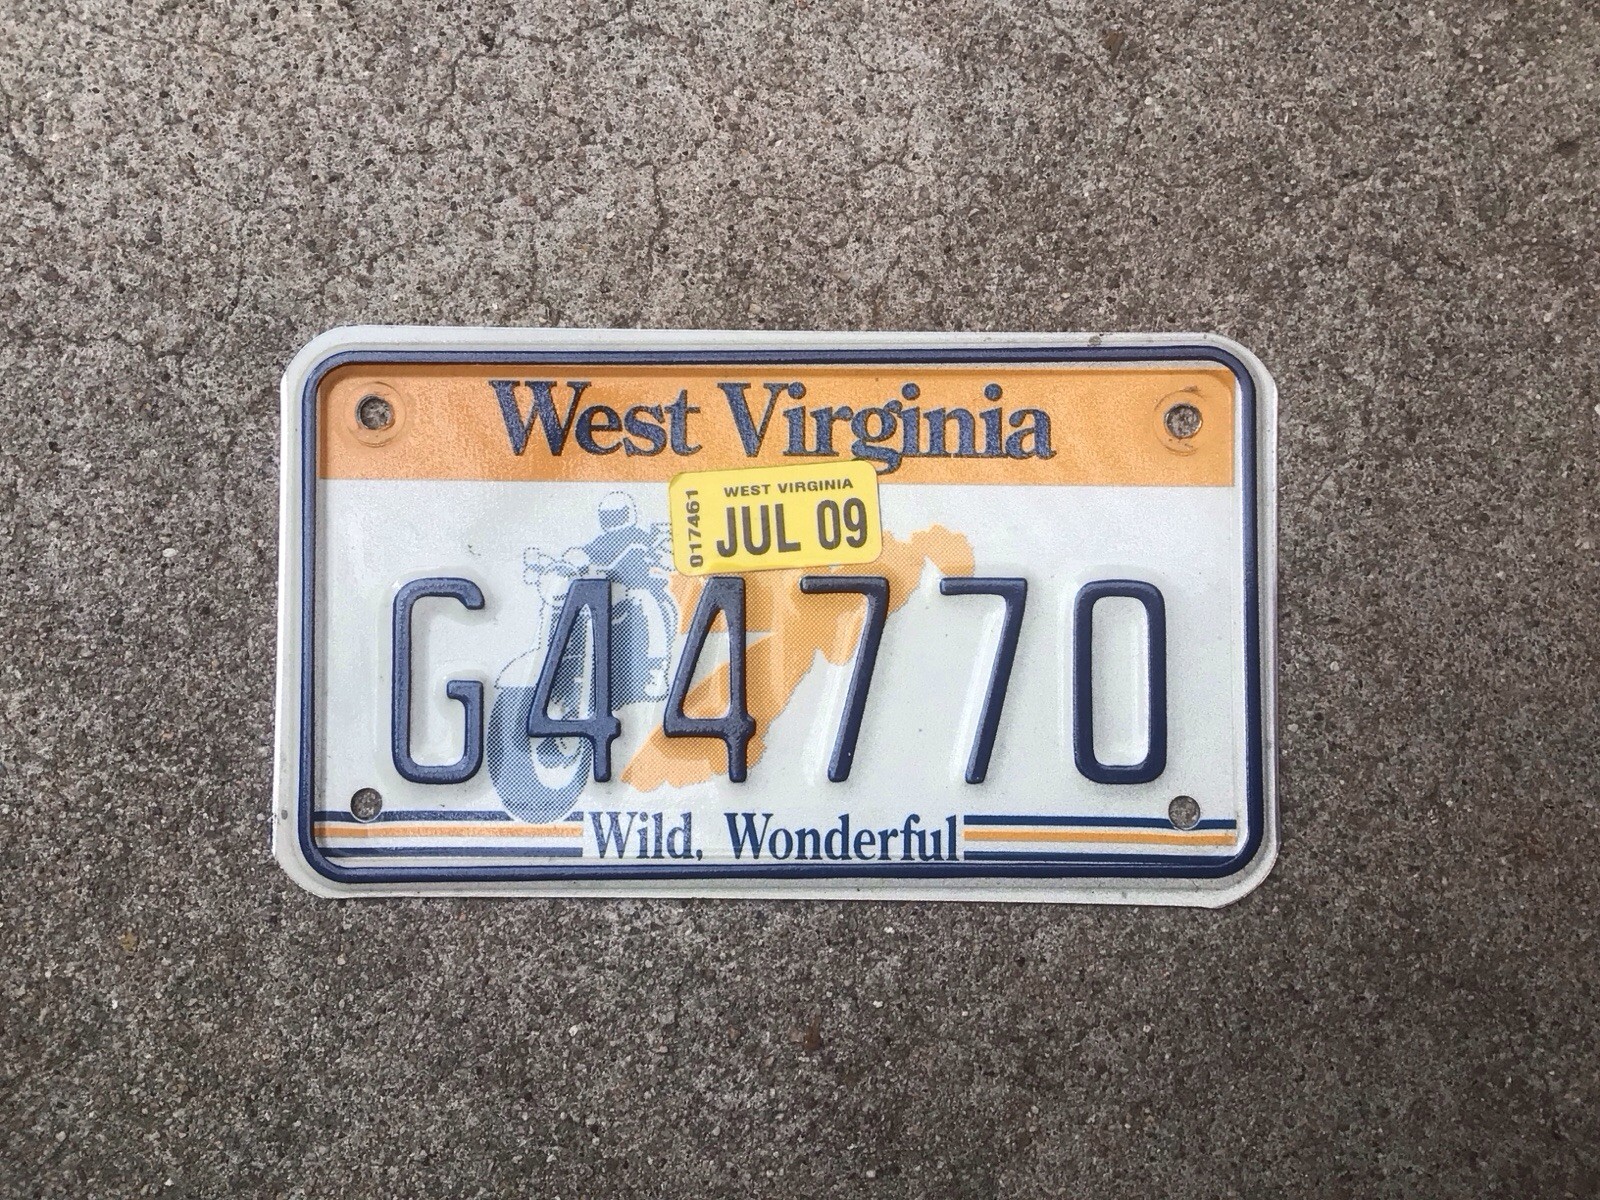 West Virginia
WEST VIRGINIA
017461
JUL 09
G44770
Wild, Wonderful